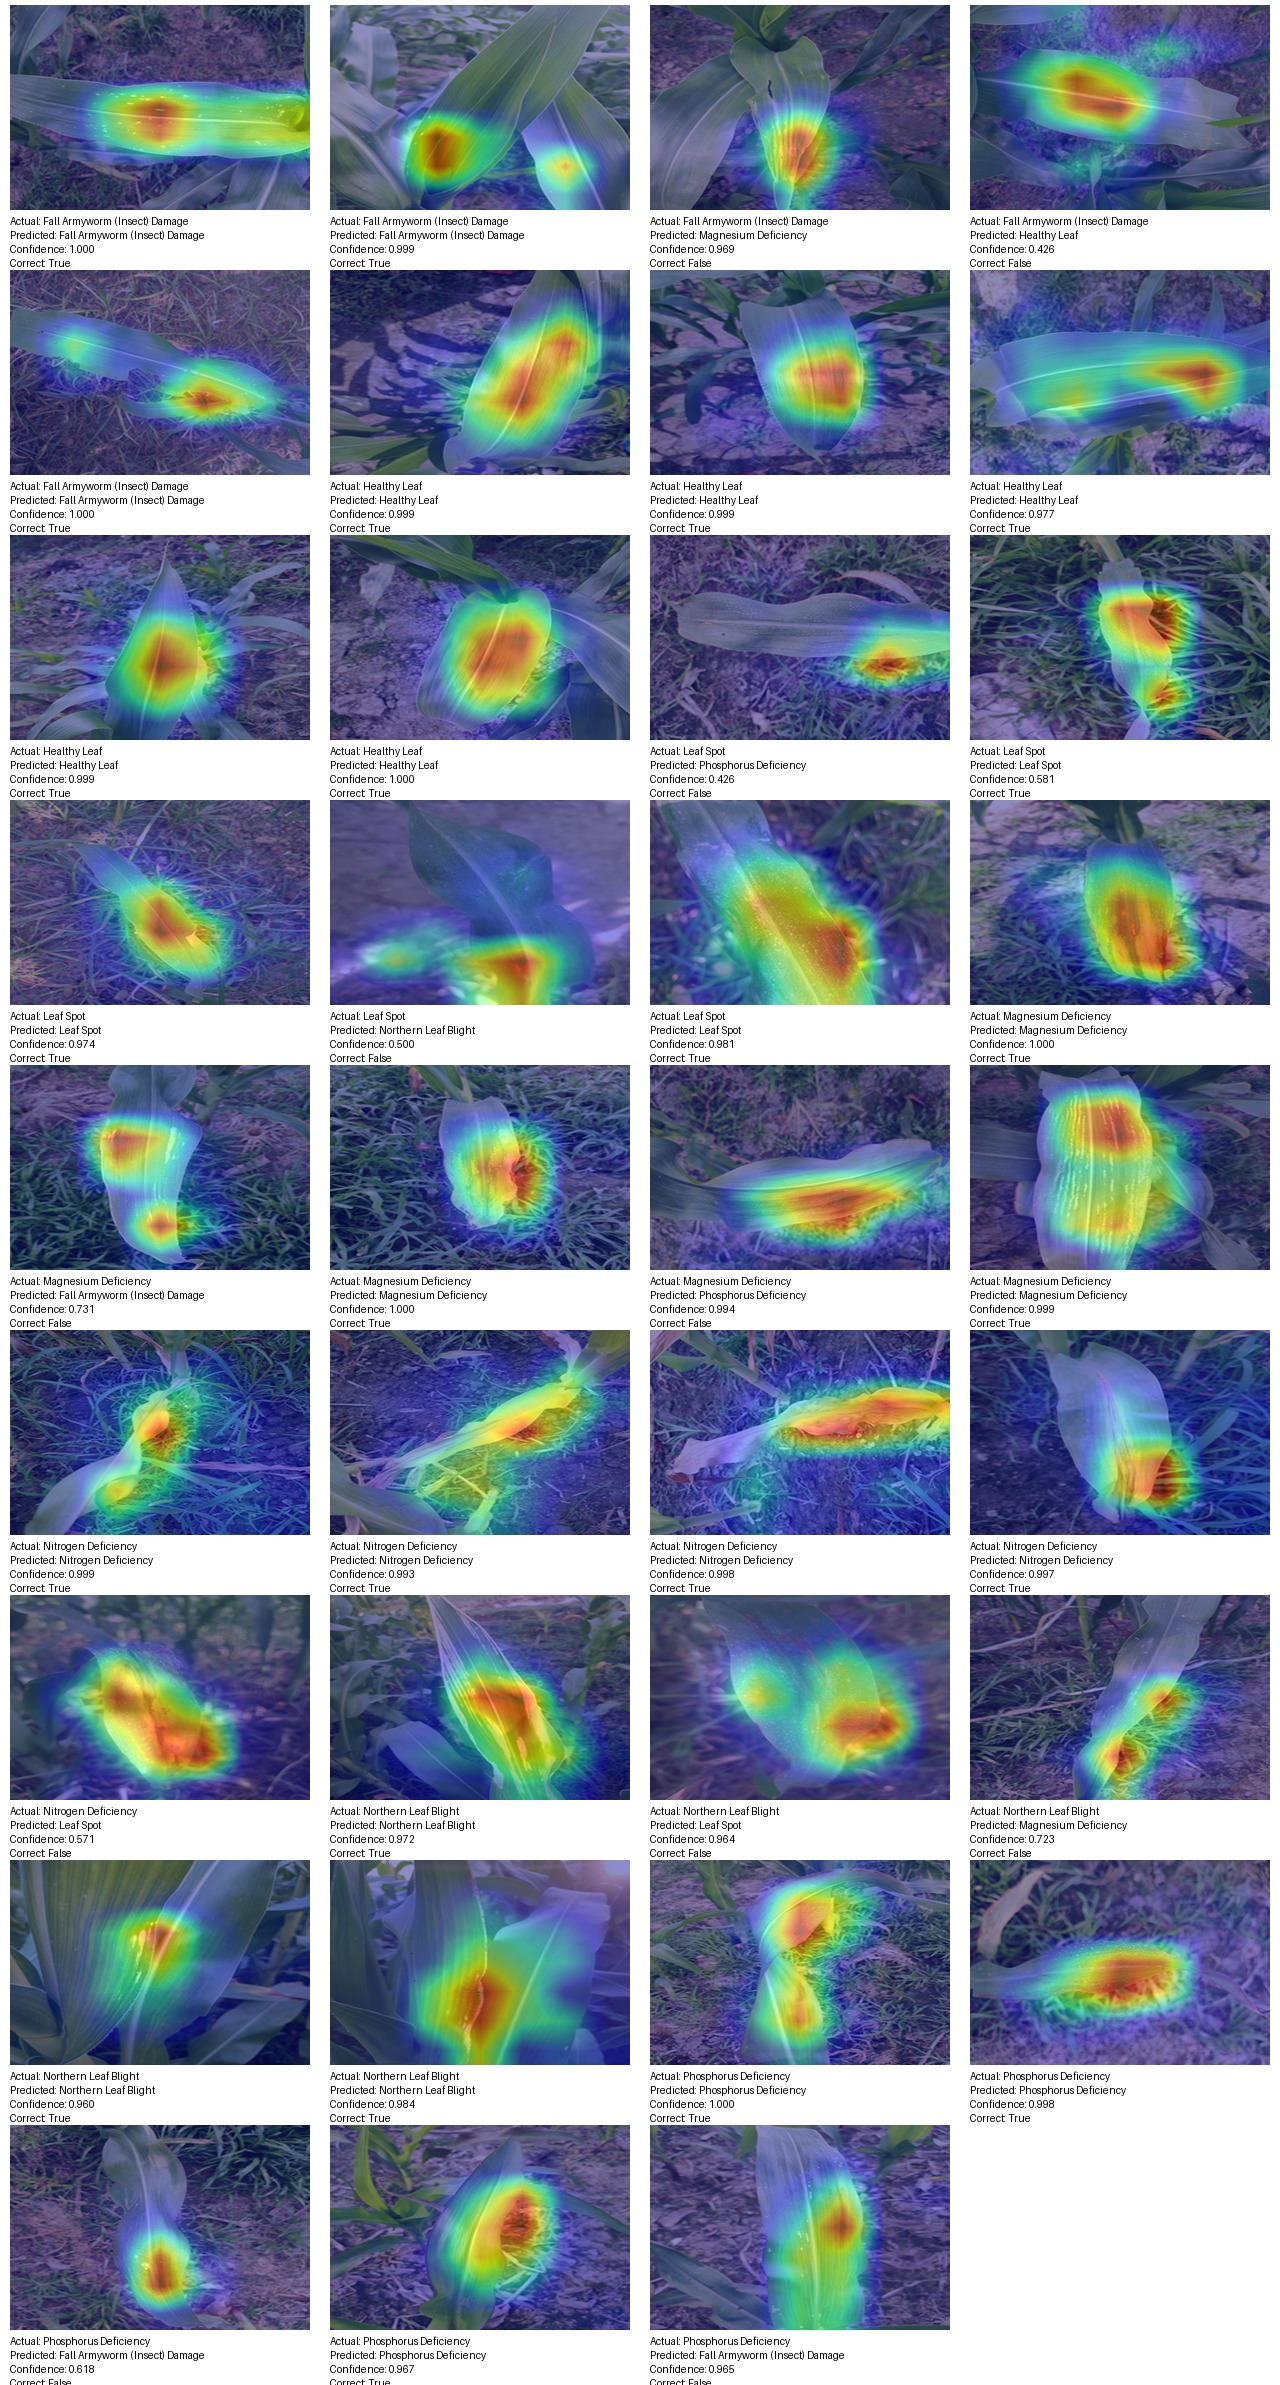 Actual: Fall Armyworm (Insect) Damage
Predicted: Fall Armyworm (Insect) Damage
Confidence: 1.000
Correct: True
Actual: Fall Armyworm (Insect) Damage
Predicted: Fall Armyworm (Insect) Damage
Confidence: 0.999
Correct: True
Actual: Fall Armyworm (Insect) Damage
Predicted: Magnesium Deficiency
Confidence: 0.969
Correct: False
Actual: Fall Armyworm (Insect) Damage
Predicted: Healthy Leaf
Confidence: 0.426
Correct: False
Actual: Fall Armyworm (Insect) Damage
Predicted: Fall Armyworm (Insect) Damage
Confidence: 1.000
Correct: True
Actual: Healthy Leaf
Predicted: Healthy Leaf
Confidence: 0.999
Correct: True
Actual: Healthy Leaf
Predicted: Healthy Leaf
Confidence: 0.999
Correct: True
Actual: Healthy Leaf
Predicted: Healthy Leaf
Confidence: 0.977
Correct: True
Actual: Healthy Leaf
Predicted: Healthy Leaf
Confidence: 0.999
Correct: True
Actual: Healthy Leaf
Predicted: Healthy Leaf
Confidence: 1.000
Correct: True
Actual: Leaf Spot
Predicted: Phosphorus Deficiency
Confidence: 0.426
Correct: False
Actual: Leaf Spot
Predicted: Leaf Spot
Confidence: 0.581
Correct: True
Actual: Leaf Spot
Predicted: Leaf Spot
Confidence: 0.974
Correct: True
Actual: Leaf Spot
Predicted: Northern Leaf Blight
Confidence: 0.500
Correct: False
Actual: Leaf Spot
Predicted: Leaf Spot
Confidence: 0.981
Correct: True
Actual: Magnesium Deficiency
Predicted: Magnesium Deficiency
Confidence: 1.000
Correct: True
Actual: Magnesium Deficiency
Predicted: Fall Armyworm (Insect) Damage
Confidence: 0.731
Correct: False
Actual: Magnesium Deficiency
Predicted: Magnesium Deficiency
Confidence: 1.000
Correct: True
Actual: Magnesium Deficiency
Predicted: Phosphorus Deficiency
Confidence: 0.994
Correct: False
Actual: Magnesium Deficiency
Predicted: Magnesium Deficiency
Confidence: 0.999
Correct: True
Actual: Nitrogen Deficiency
Predicted: Nitrogen Deficiency
Confidence: 0.999
Correct: True
Actual: Nitrogen Deficiency
Predicted: Nitrogen Deficiency
Confidence: 0.993
Correct: True
Actual: Nitrogen Deficiency
Predicted: Nitrogen Deficiency
Confidence: 0.998
Correct: True
Actual: Nitrogen Deficiency
Predicted: Nitrogen Deficiency
Confidence: 0.997
Correct: True
Actual: Nitrogen Deficiency
Predicted: Leaf Spot
Confidence: 0.571
Correct: False
Actual: Northern Leaf Blight
Predicted: Northern Leaf Blight
Confidence: 0.972
Correct: True
Actual: Northern Leaf Blight
Predicted: Leaf Spot
Confidence: 0.964
Correct: False
Actual: Northern Leaf Blight
Predicted: Magnesium Deficiency
Confidence: 0.723
Correct: False
Actual: Northern Leaf Blight
Predicted: Northern Leaf Blight
Confidence: 0.960
Correct: True
Actual: Northern Leaf Blight
Predicted: Northern Leaf Blight
Confidence: 0.984
Correct: True
Actual: Phosphorus Deficiency
Predicted: Phosphorus Deficiency
Confidence: 1.000
Correct: True
Actual: Phosphorus Deficiency
Predicted: Phosphorus Deficiency
Confidence: 0.998
Correct: True
Actual: Phosphorus Deficiency
Predicted: Fall Armyworm (Insect) Damage
Confidence: 0.618
Correct: False
Actual: Phosphorus Deficiency
Predicted: Phosphorus Deficiency
Confidence: 0.967
Correct: True
Actual: Phosphorus Deficiency
Predicted: Fall Armyworm (Insect) Damage
Confidence: 0.965
Correct: False